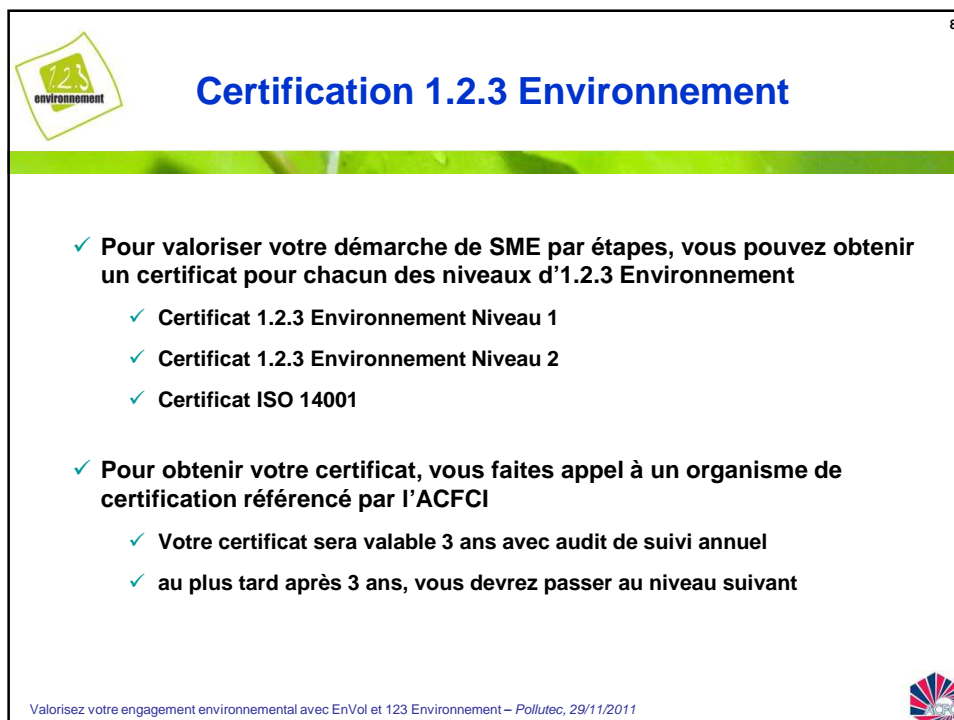 8
1.2.3
environnement
Certification 1.2.3 Environnement
✓ Pour valoriser votre démarche de SME par étapes, vous pouvez obtenir
un certificat pour chacun des niveaux d’1.2.3 Environnement
✓ Certificat 1.2.3 Environnement Niveau 1
✓ Certificat 1.2.3 Environnement Niveau 2
✓ Certificat ISO 14001
✓ Pour obtenir votre certificat, vous faites appel à un organisme de
certification référencé par l’ACFCI
✓ Votre certificat sera valable 3 ans avec audit de suivi annuel
✓ au plus tard après 3 ans, vous devrez passer au niveau suivant
Valorisez votre engagement environnemental avec EnVol et 123 Environnement – Pollutec, 29/11/2011